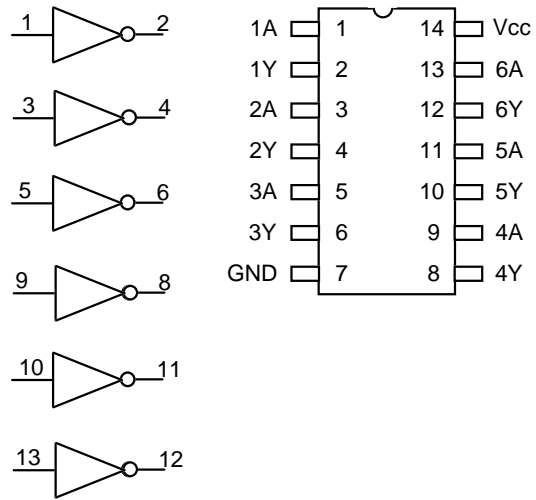 1 2
3 4
5 6
9 8
10 11
13 12
1A 1 14 Vcc
1Y 2 13 6A
2A 3 12 6Y
2Y 4 11 5A
3A 5 10 5Y
3Y 6 9 4A
GND 7 8 4Y